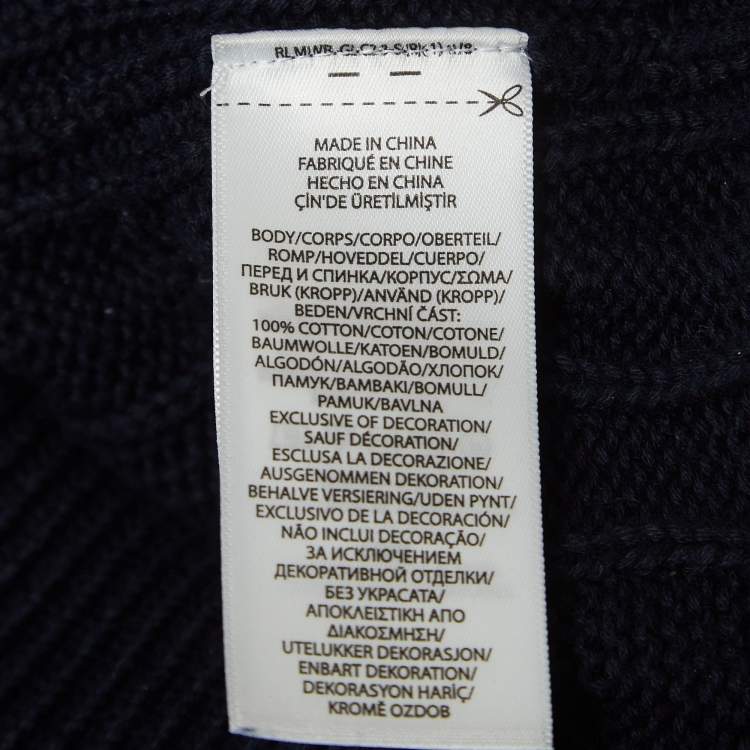 MADE IN CHINA
FABRIQUÉ EN CHINE
HECHO EN CHINA
ÇİN'DE ÜRETİLMİŞTİR
BODY/CORPS/CORPO/OBERTEIL/
ROMP/HOVEDDEL/CUERPO/
ПЕРЕД И СПИНКА/КОРПУС/ΣΩΜΑ/
BRUK (KROPP)/ANVÄND (KROPP)/
BEDEN/VRCHNÍ ČÁST:
100% COTTON/COTON/COTONE/
BAUMWOLLE/KATOEN/BOMULD/
ALGODÓN/ALGODÃO/ХЛОПОК/
ПАМУК/BAMBAKI/BOMULL/
PAMUK/BAVLNA
EXCLUSIVE OF DECORATION/
SAUF DÉCORATION/
ESCLUSA LA DECORAZIONE/
AUSGENOMMEN DEKORATION/
BEHALVE VERSIERING/UDEN PYNT/
EXCLUSIVO DE LA DECORACIÓN/
NÃO INCLUI DECORAÇÃO/
ЗА ИСКЛЮЧЕНИЕМ
ДЕКОРАТИВНОЙ ОТДЕЛКИ/
БЕЗ УКРАСАТА/
ΑΠΟΚΛΕΙΣΤΙΚΗ ΑΠΟ
ΔΙΑΚΟΣΜΗΣΗ/
UTELUKKER DEKORASJON/
ENBART DEKORATION/
DEKORASYON HARİÇ/
KROMĚ OZDOB